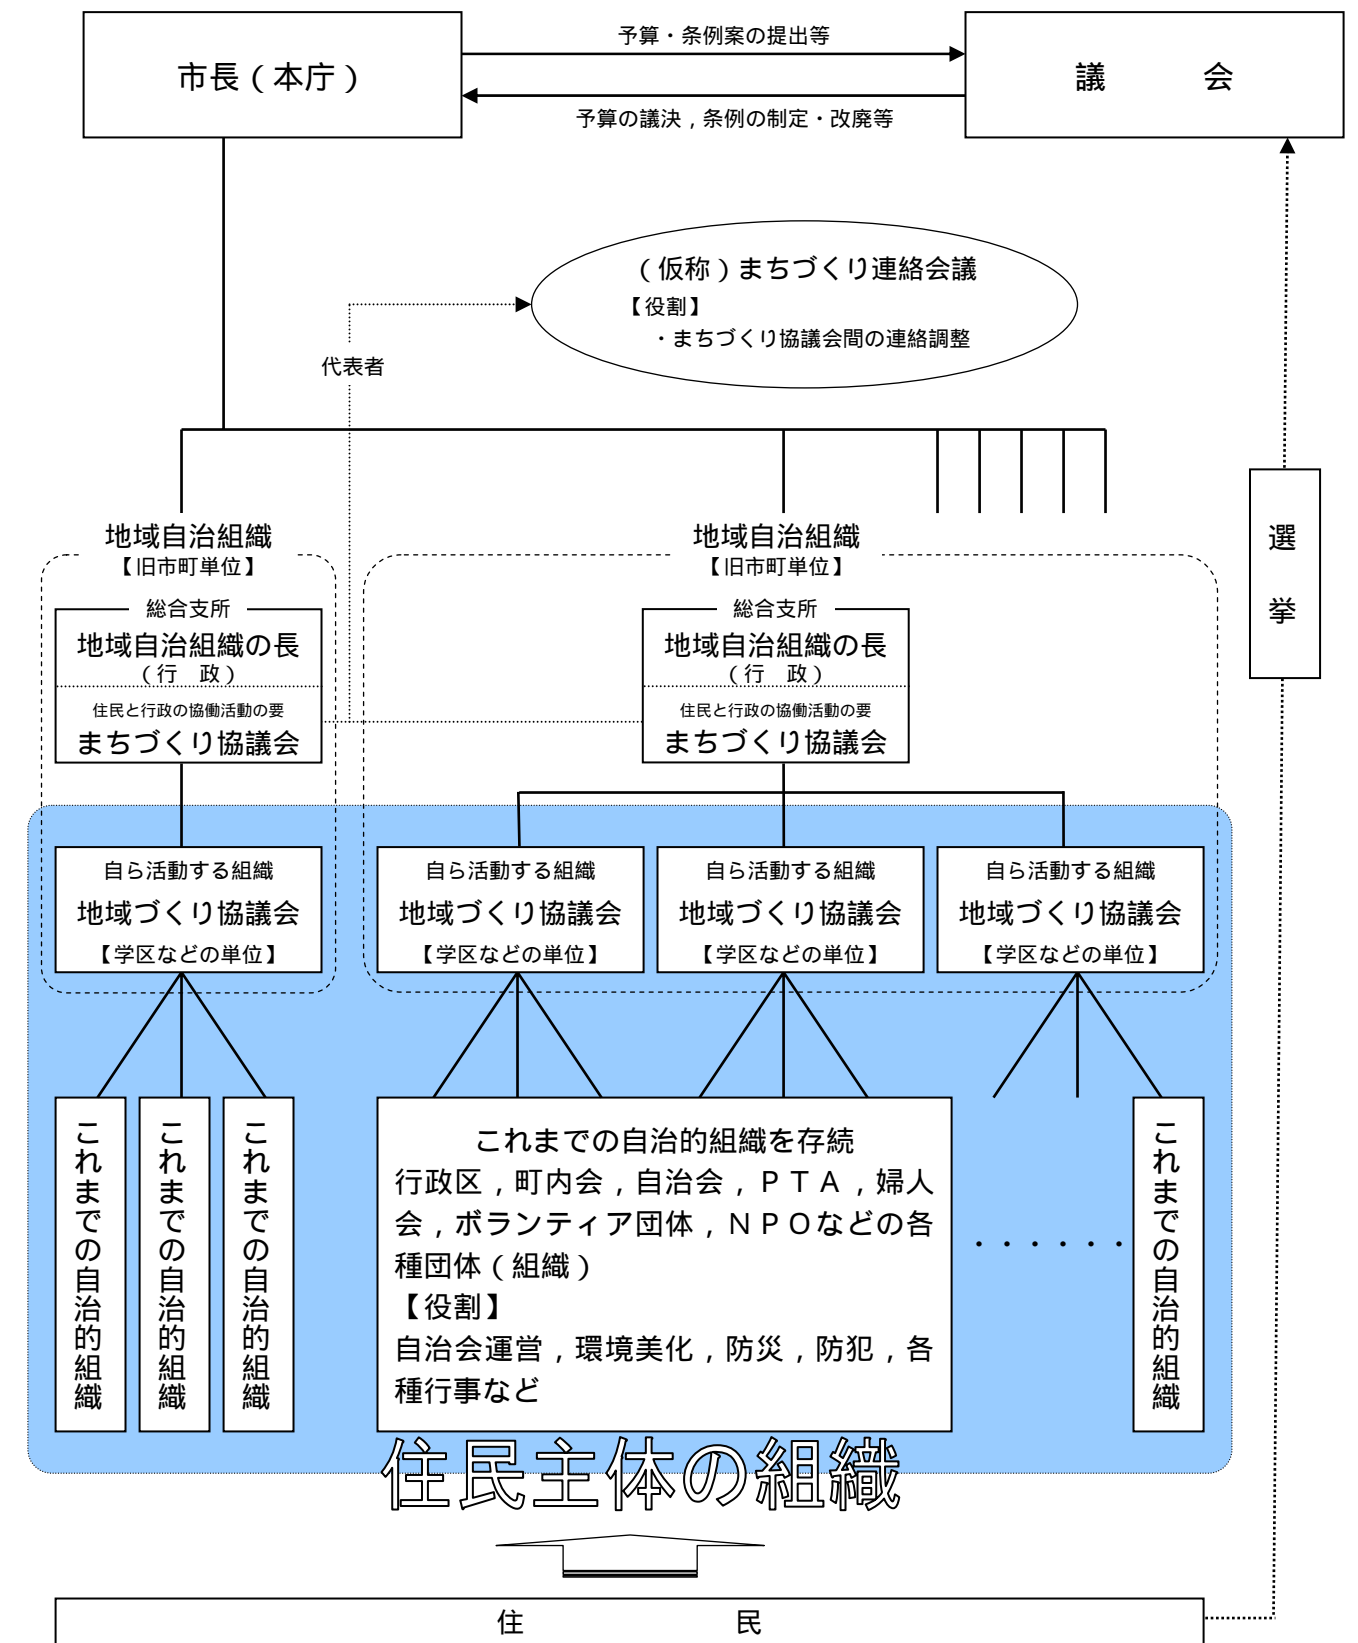 予算・条例案の提出等
市長（本庁）
議　会
予算の議決，条例の制定・改廃等
（仮称）まちづくり連絡会議
【役割】
・まちづくり協議会間の連絡調整
代表者
選挙
地域自治組織
【旧市町単位】
総合支所
地域自治組織の長
（行　政）
住民と行政の協働活動の要
まちづくり協議会
地域自治組織
【旧市町単位】
総合支所
地域自治組織の長
（行　政）
住民と行政の協働活動の要
まちづくり協議会
自ら活動する組織
地域づくり協議会
【学区などの単位】
自ら活動する組織
地域づくり協議会
【学区などの単位】
自ら活動する組織
地域づくり協議会
【学区などの単位】
自ら活動する組織
地域づくり協議会
【学区などの単位】
これまでの自治的組織
これまでの自治的組織
これまでの自治的組織
これまでの自治的組織を存続
行政区，町内会，自治会，ＰＴＡ，婦人
会，ボランティア団体，ＮＰＯなどの各
種団体（組織）
【役割】
自治会運営，環境美化，防災，防犯，各
種行事など
・・・・・・
これまでの自治的組織
住民主体の組織
住　民